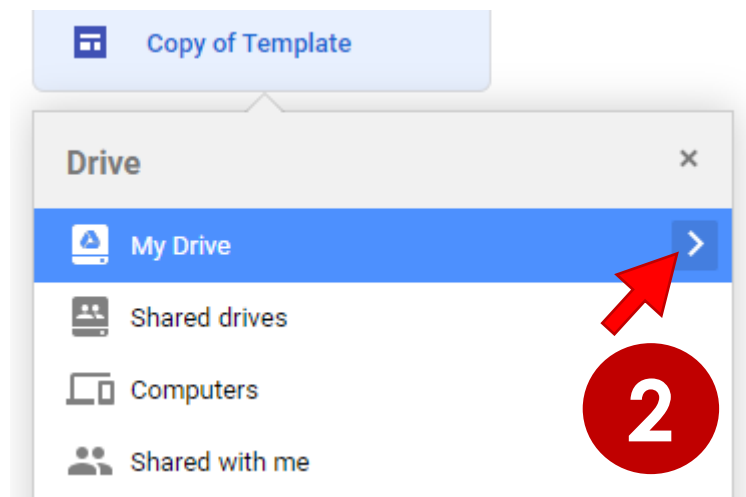 Copy of Template
Drive
My Drive
Shared drives
Computers
2
Shared with me